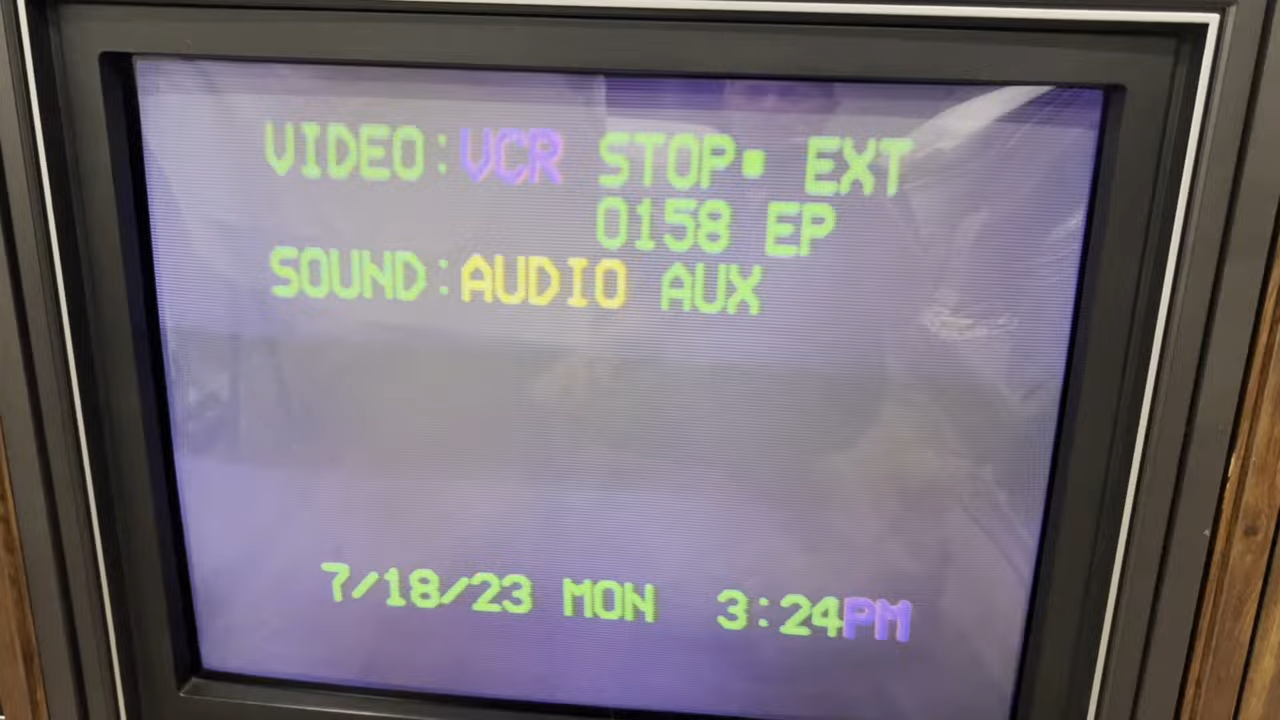 VIDEO:VCR STOP▪ EXT
0158 EP
SOUND:AUDIO AUX
7/18/23 MON 3:24PM